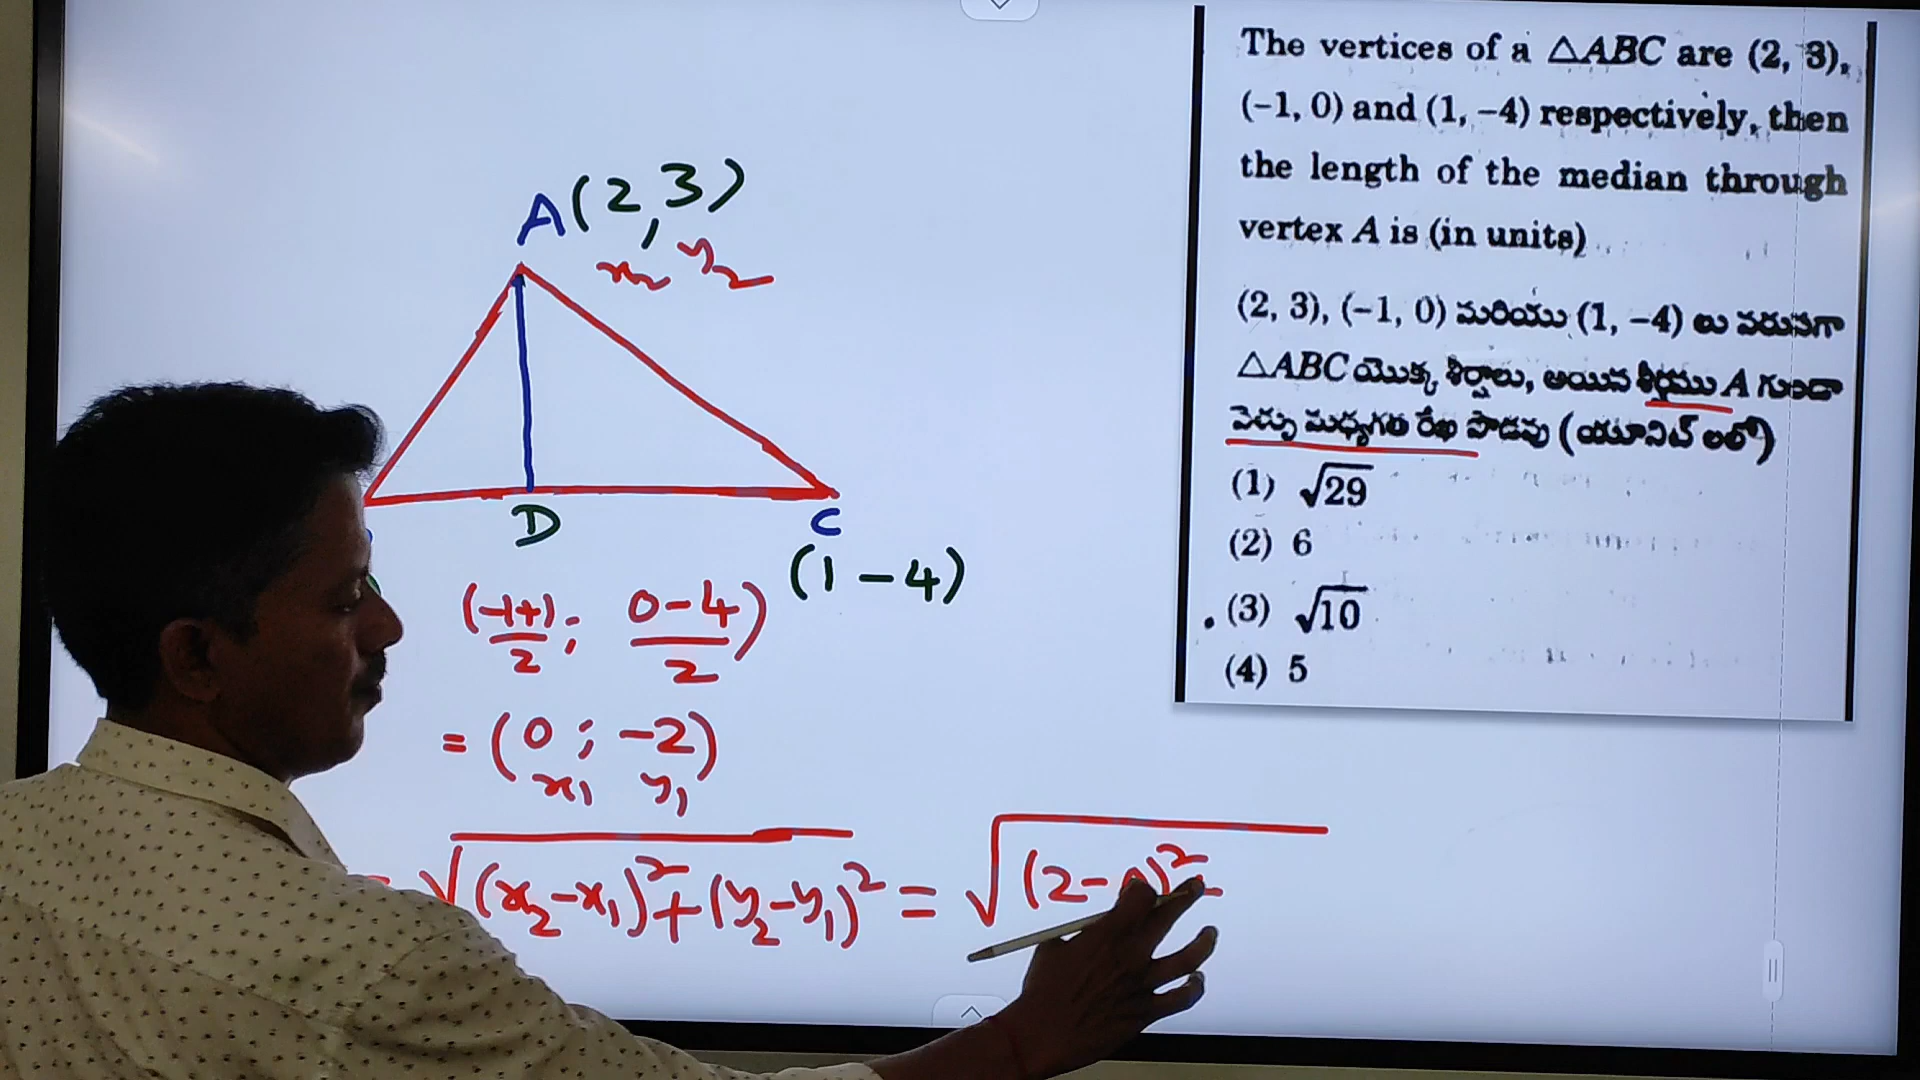 The vertices of a △ABC are (2, 3),
(−1, 0) and (1, −4) respectively, then
the length of the median through
vertex A is (in units)
(2, 3), (−1, 0) మరియు (1, −4) లు వరుసగా
△ABC యొక్క శీర్షాలు, అయిన శీర్షము A గుండా
వెళ్ళు మధ్యగత రేఖ పొడవు (యూనిట్ లలో)
(1) √29
(2) 6
(3) √10
(4) 5
A(2,3)
x₂ y₂
D
C
(1 −4)
(−1+1/2 ; 0−4/2)
= (0 ; −2)
x₁ y₁
= √(x₂−x₁)²+(y₂−y₁)² = √(2−